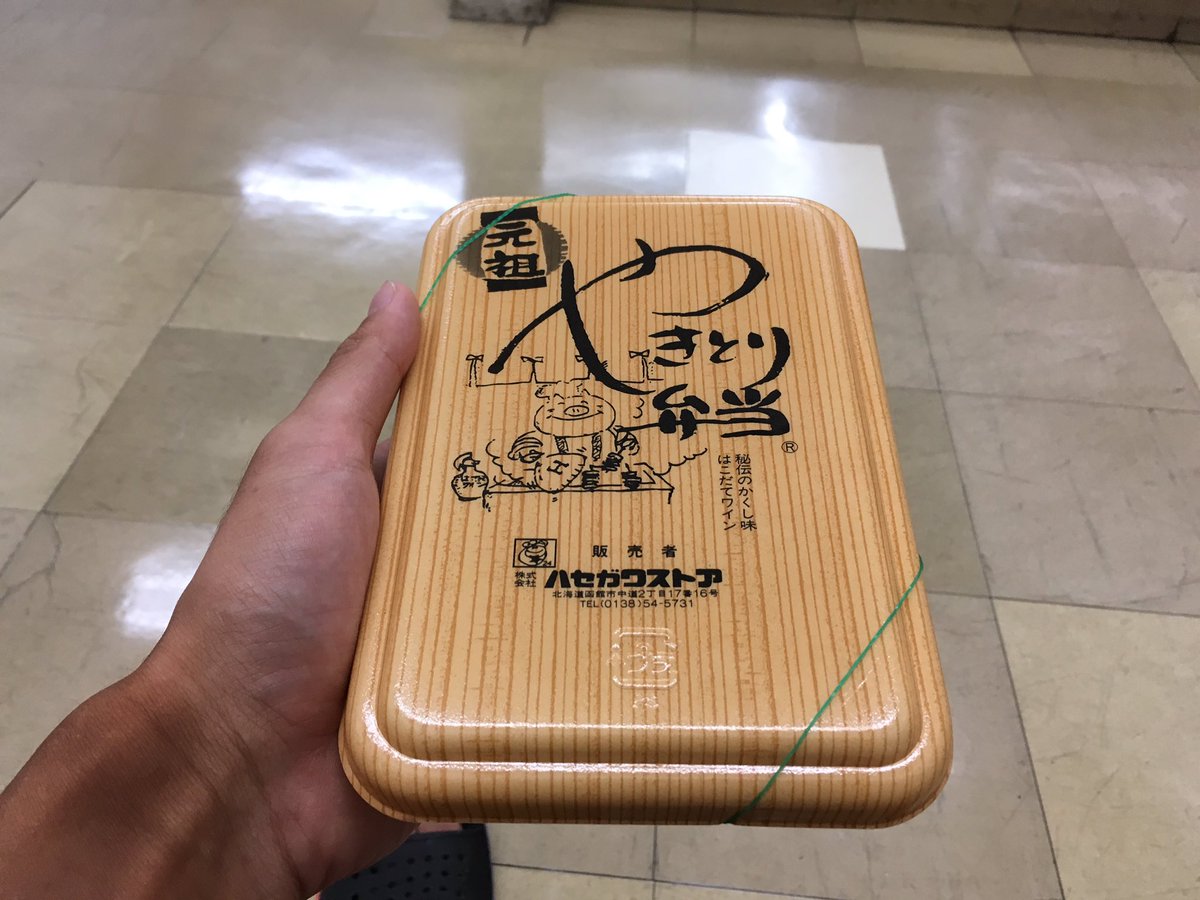 元祖
やきとり
弁当
®
秘伝のかくし味
はこだてワイン
販売者
株式会社 ハセガワストア
北海道函館市中道2丁目17番16号
TEL(0138)54-5731
プラ
PS